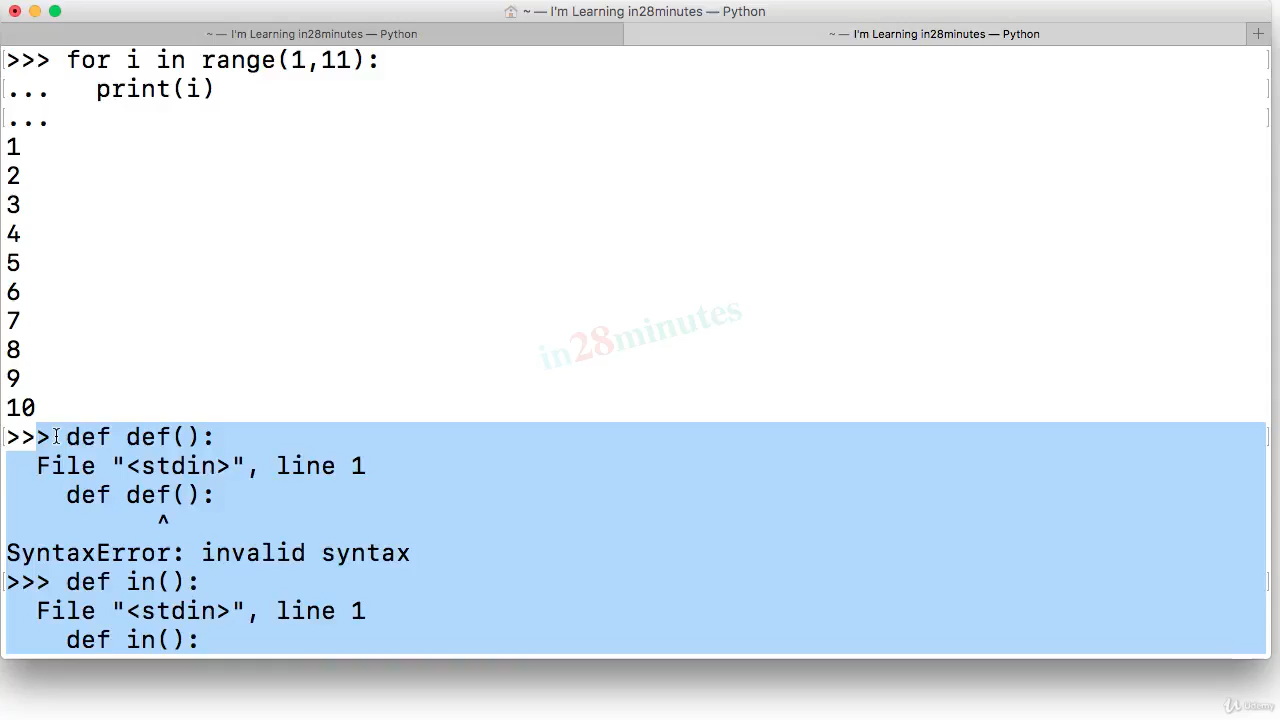 ~ — I'm Learning in28minutes — Python
~ — I'm Learning in28minutes — Python
~ — I'm Learning in28minutes — Python
>>> for i in range(1,11):
...   print(i)
...
1
2
3
4
5
6
7
8
9
10
>>> def def():
  File "<stdin>", line 1
    def def():
          ^
SyntaxError: invalid syntax
>>> def in():
  File "<stdin>", line 1
    def in():
in28minutes
Udemy